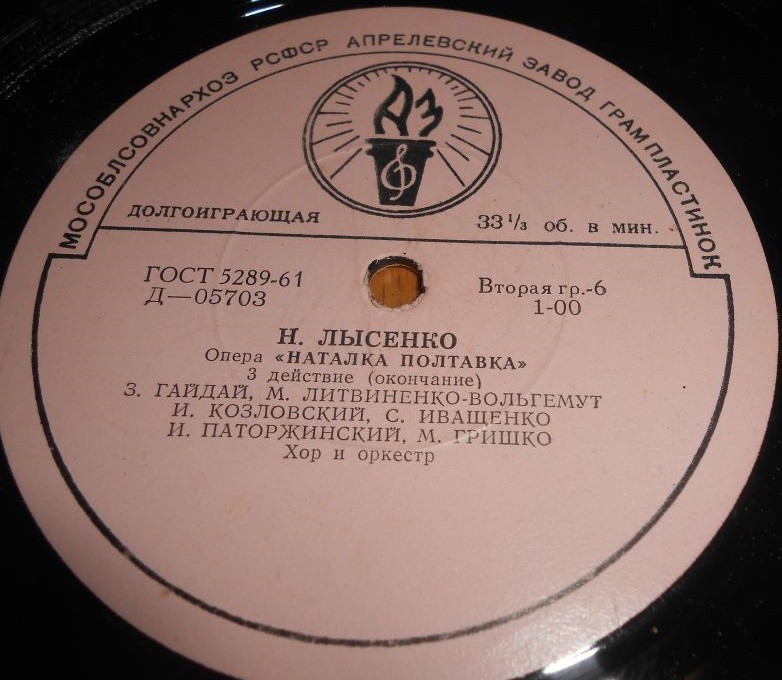 МОСОБЛСОВНАРХОЗ РСФСР АПРЕЛЕВСКИЙ ЗАВОД ГРАМПЛАСТИНОК
АЗ
ДОЛГОИГРАЮЩАЯ
33 1/3 об. в мин.
ГОСТ 5289-61
Д—05703
Вторая гр.-6
1-00
Н. ЛЫСЕНКО
Опера «НАТАЛКА ПОЛТАВКА»
3 действие (окончание)
З. ГАЙДАЙ, М. ЛИТВИНЕНКО-ВОЛЬГЕМУТ
И. КОЗЛОВСКИЙ, С. ИВАЩЕНКО
И. ПАТОРЖИНСКИЙ, М. ГРИШКО
Хор и оркестр